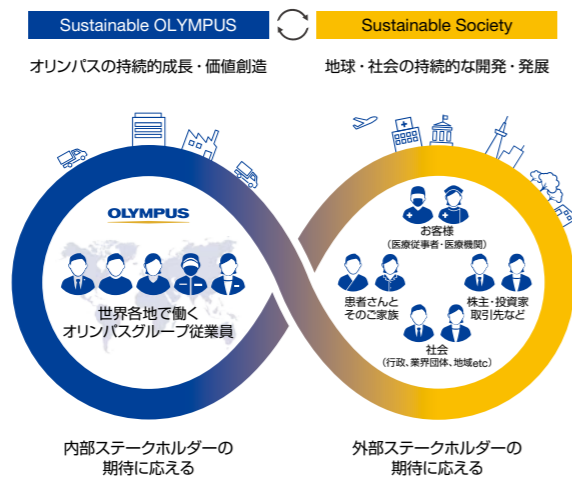 Sustainable OLYMPUS
Sustainable Society
オリンパスの持続的成長・価値創造
地球・社会の持続的な開発・発展
OLYMPUS
世界各地で働く
オリンパスグループ従業員
お客様
（医療従事者・医療機関）
患者さんと
そのご家族
株主・投資家
取引先など
社会
（行政、業界団体、地域etc）
内部ステークホルダーの
期待に応える
外部ステークホルダーの
期待に応える